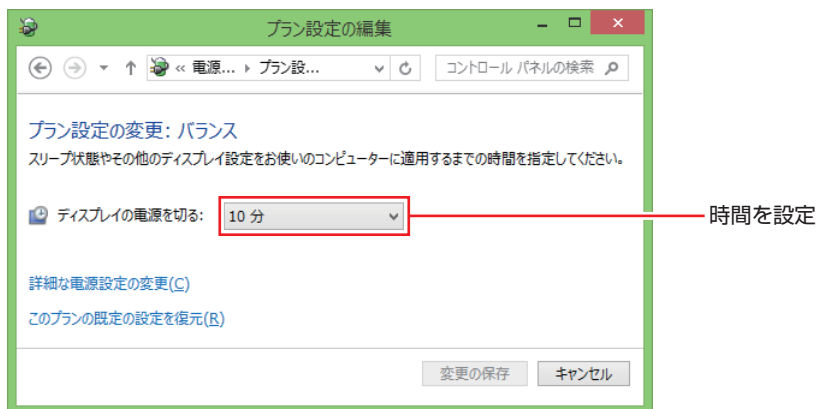 プラン設定の編集
« 電源... プラン設...
コントロール パネルの検索
プラン設定の変更: バランス
スリープ状態やその他のディスプレイ設定をお使いのコンピューターに適用するまでの時間を指定してください。
ディスプレイの電源を切る: 10 分
時間を設定
詳細な電源設定の変更(C)
このプランの既定の設定を復元(R)
変更の保存 キャンセル